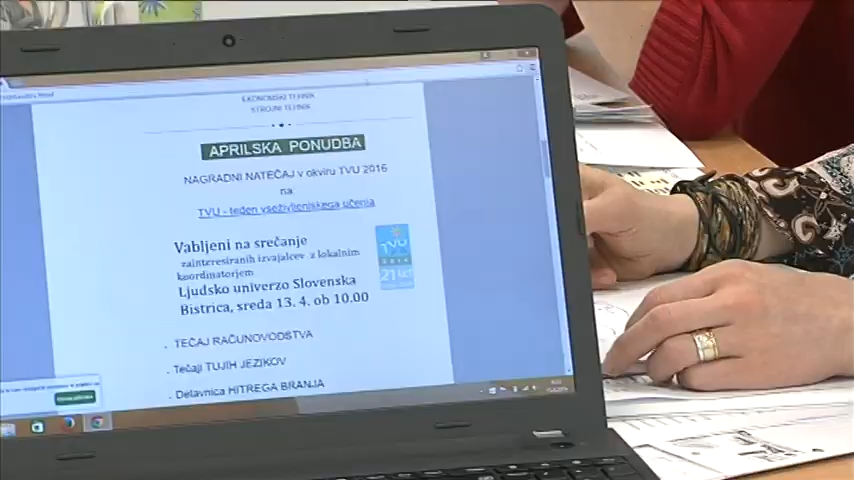 EKONOMSKI TEHNIK
STROJNI TEHNIK
APRILSKA PONUDBA
NAGRADNI NATEČAJ v okviru TVU 2016
na
TVU - teden vseživljenjskega učenja
Vabljeni na srečanje
zainteresiranih izvajalcev z lokalnim
koordinatorjem
Ljudsko univerzo Slovenska
Bistrica, sreda 13.4. ob 10.00
TVU
21 let
. TEČAJ RAČUNOVODSTVA
. Tečaji TUJIH JEZIKOV
. Delavnica HITREGA BRANJA